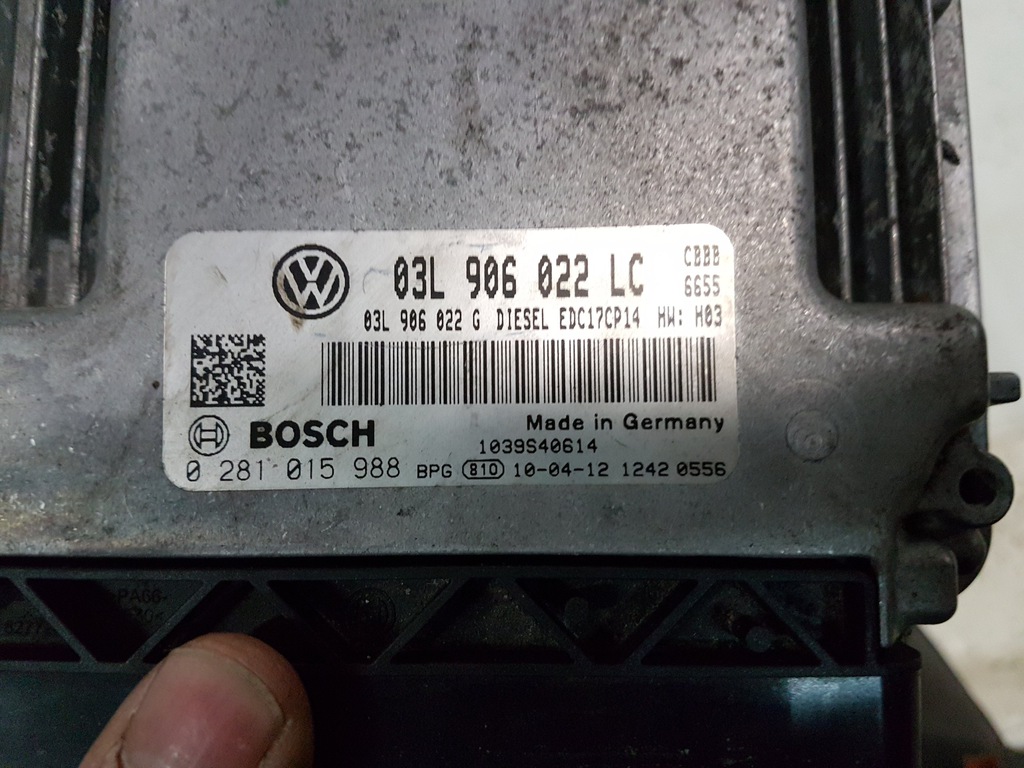 03L 906 022 LC
CBBB
6655
03L 906 022 G DIESEL EDC17CP14 HW: H03
BOSCH
Made in Germany
1039S40614
0 281 015 988 BPG 810 10-04-12 1242 0556
PA66-